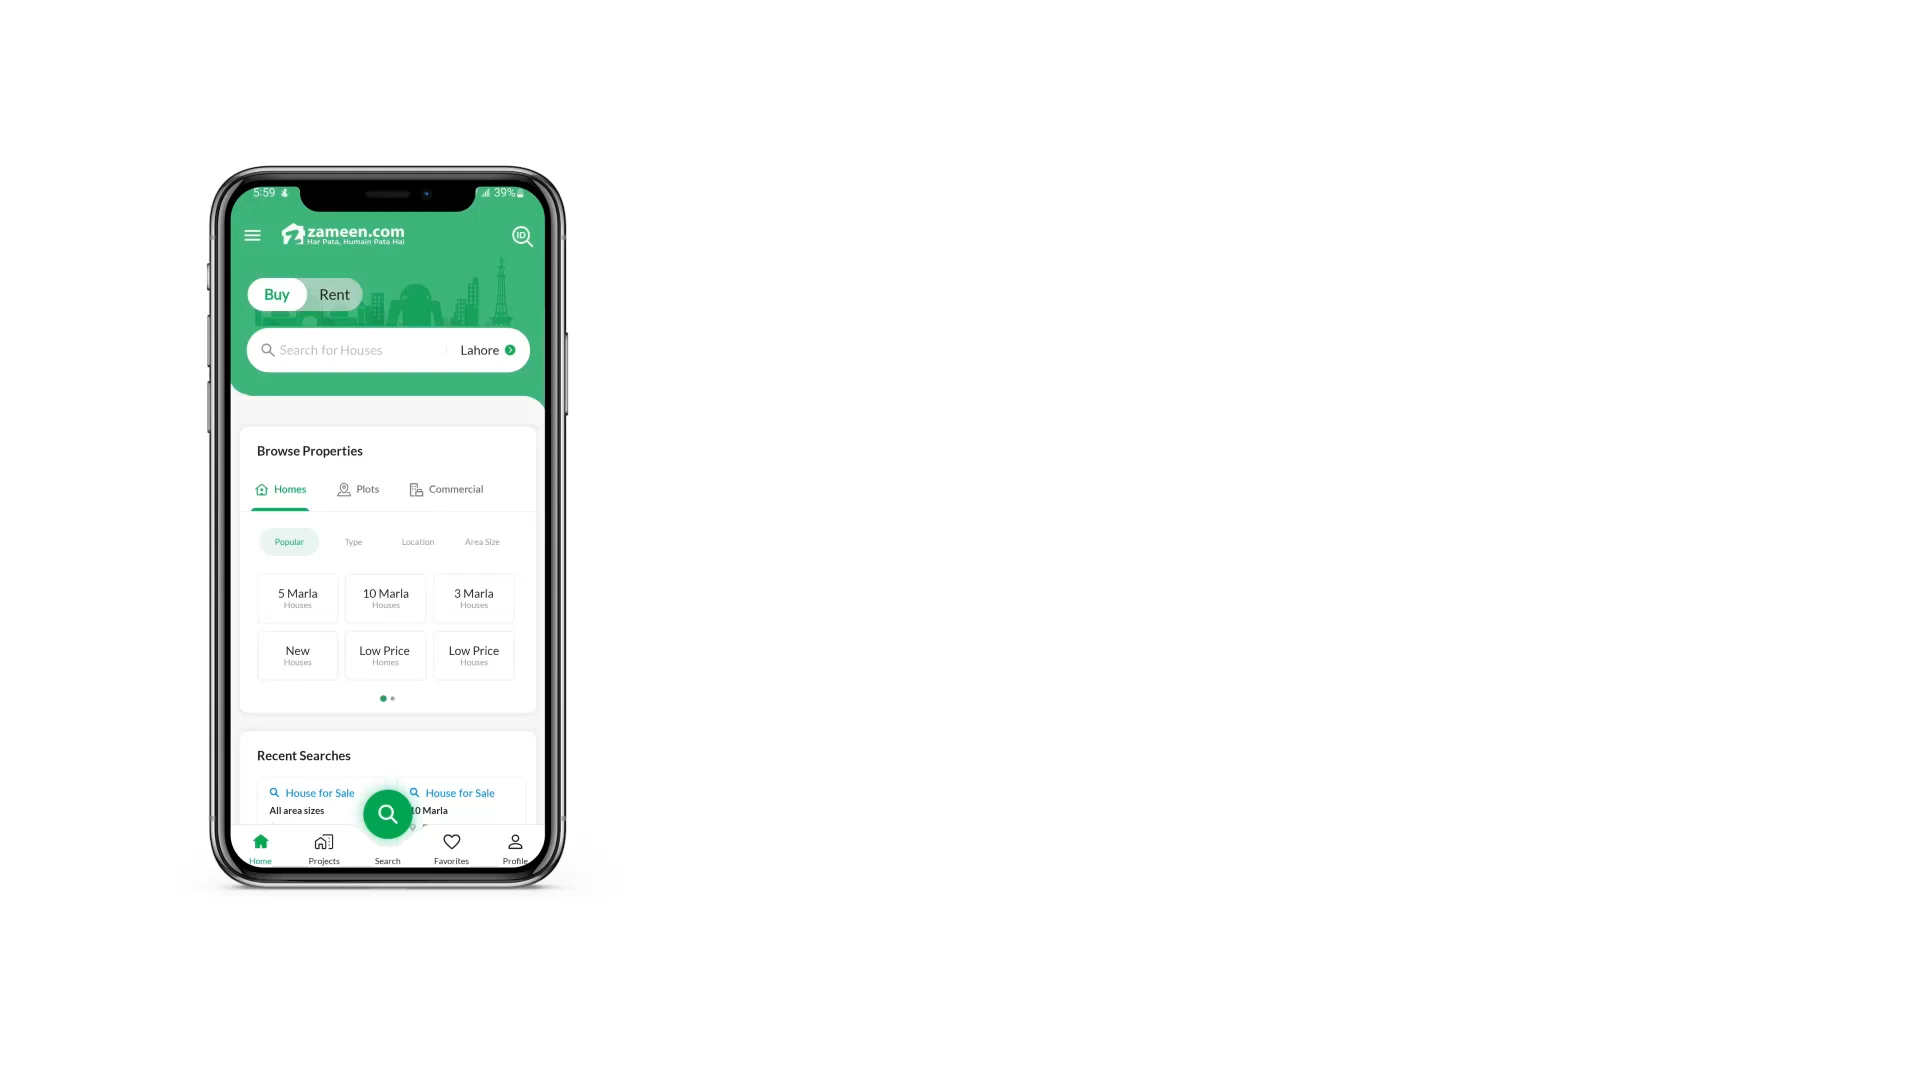 5:59
39%
zameen.com
Har Pata, Humain Pata Hai
ID
Buy Rent
Search for Houses Lahore
Browse Properties
Homes Plots Commercial
Popular Type Location Area Size
5 Marla 10 Marla 3 Marla
Houses Houses Houses
New Low Price Low Price
Houses Homes Houses
Recent Searches
House for Sale House for Sale
All area sizes 10 Marla
Home Projects Search Favorites Profile